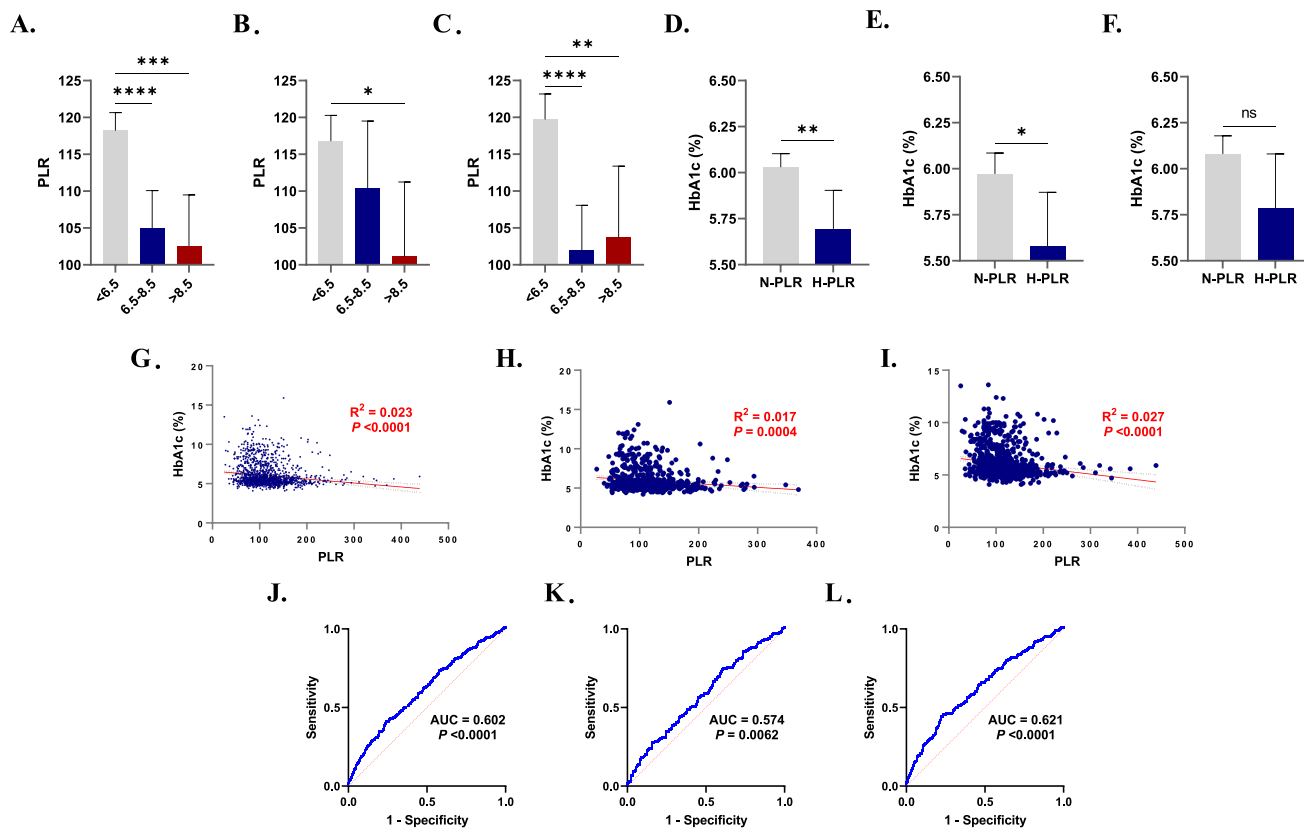 A.
B.
C.
D.
E.
F.
***
****
125
120
115
110
105
100
PLR
<6.5
6.5-8.5
>8.5
*
125
120
115
110
105
100
PLR
<6.5
6.5-8.5
>8.5
**
****
125
120
115
110
105
100
PLR
<6.5
6.5-8.5
>8.5
**
6.50
6.25
6.00
5.75
5.50
HbA1c (%)
N-PLR H-PLR
*
6.50
6.25
6.00
5.75
5.50
HbA1c (%)
N-PLR H-PLR
ns
6.50
6.25
6.00
5.75
5.50
HbA1c (%)
N-PLR H-PLR
G.
H.
I.
20
15
10
5
0
HbA1c (%)
R² = 0.023
P <0.0001
0 100 200 300 400 500
PLR
20
15
10
5
0
HbA1c (%)
R² = 0.017
P = 0.0004
0 100 200 300 400
PLR
15
10
5
0
HbA1c (%)
R² = 0.027
P <0.0001
0 100 200 300 400 500
PLR
J.
K.
L.
1.0
0.5
0.0
Sensitivity
AUC = 0.602
P <0.0001
0.0 0.5 1.0
1 - Specificity
1.0
0.5
0.0
Sensitivity
AUC = 0.574
P = 0.0062
0.0 0.5 1.0
1 - Specificity
1.0
0.5
0.0
Sensitivity
AUC = 0.621
P <0.0001
0.0 0.5 1.0
1 - Specificity